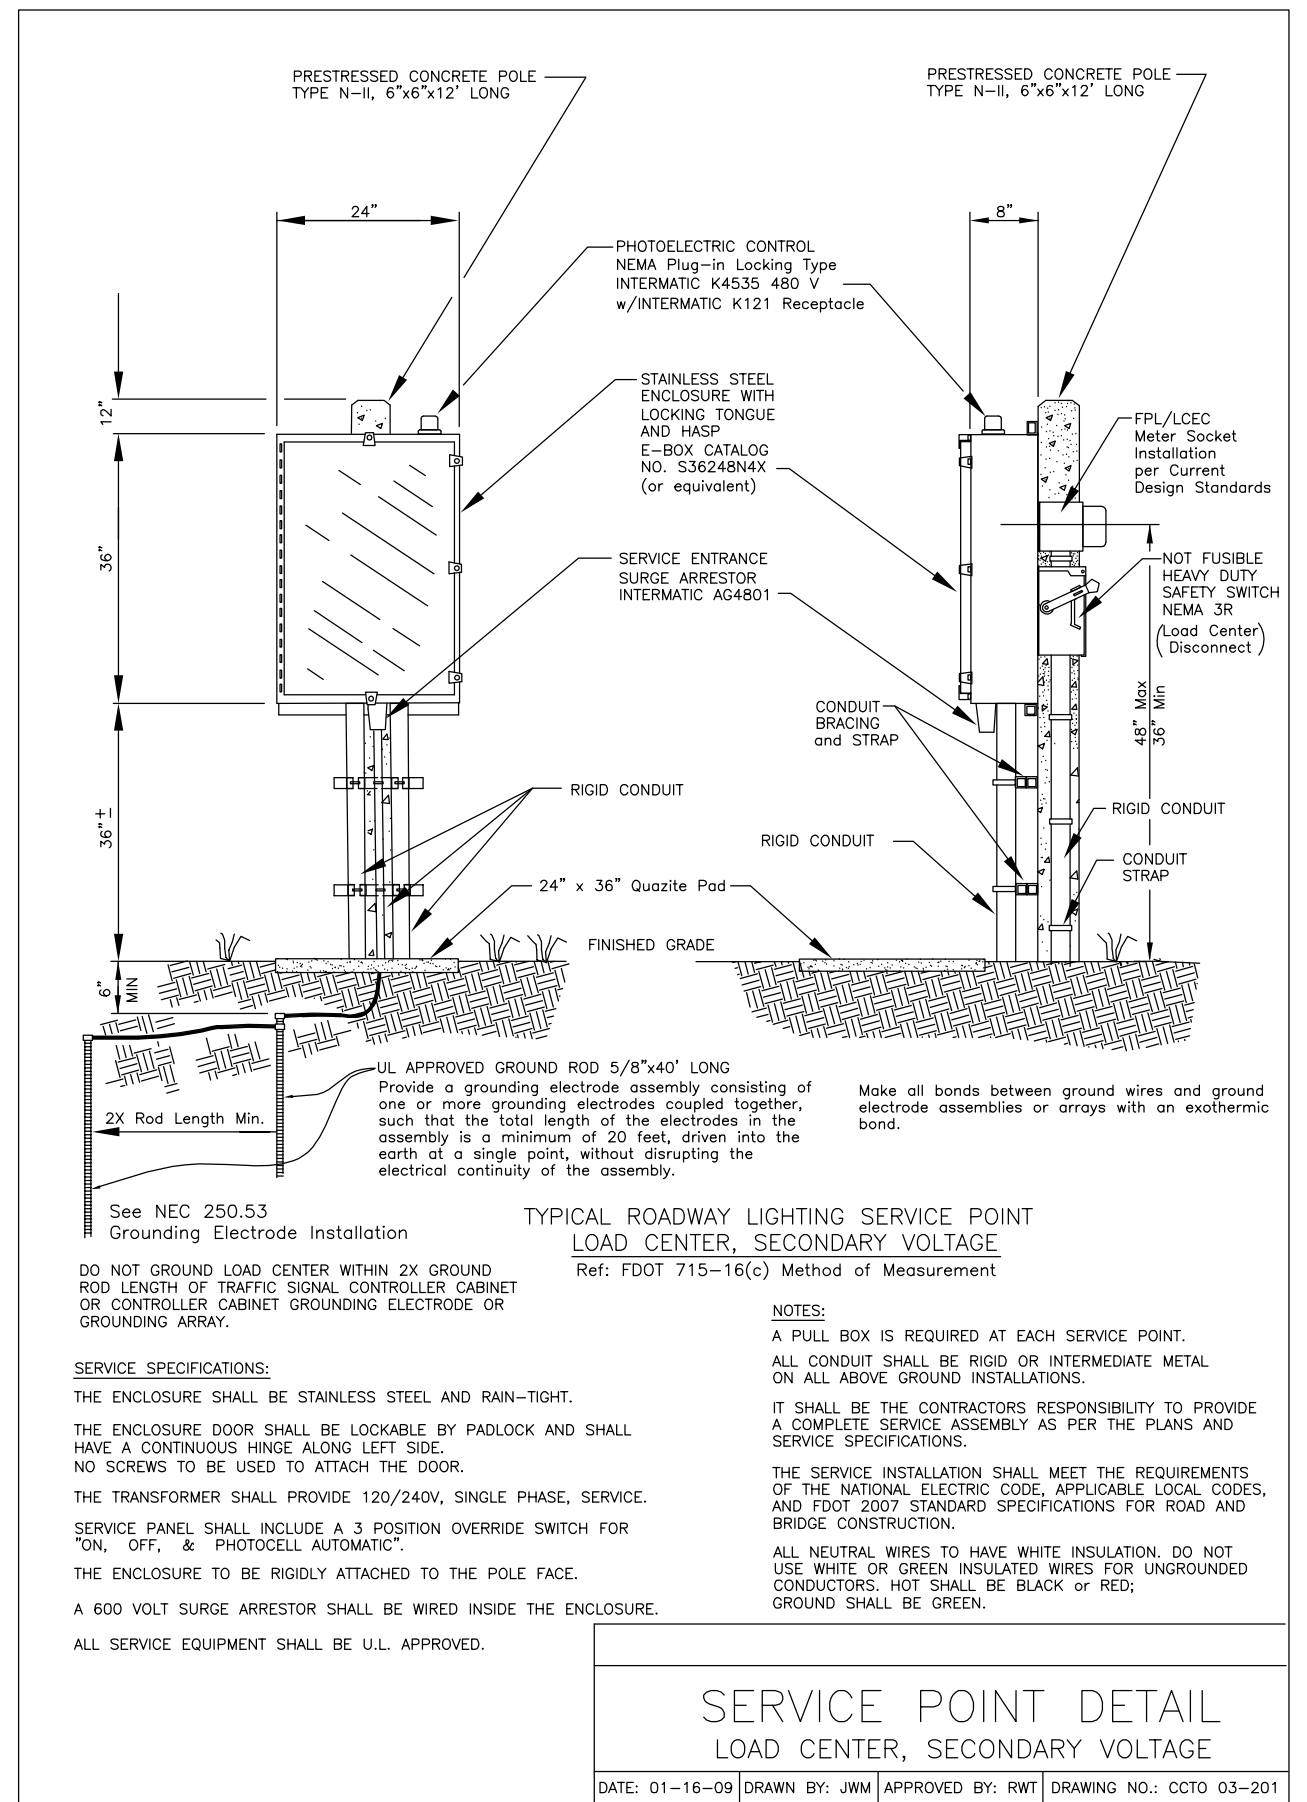 PRESTRESSED CONCRETE POLE
TYPE N-II, 6"x6"x12' LONG
PRESTRESSED CONCRETE POLE
TYPE N-II, 6"x6"x12' LONG
24"
8"
PHOTOELECTRIC CONTROL
NEMA Plug-in Locking Type
INTERMATIC K4535 480 V
w/INTERMATIC K121 Receptacle
12"
STAINLESS STEEL
ENCLOSURE WITH
LOCKING TONGUE
AND HASP
E-BOX CATALOG
NO. S36248N4X
(or equivalent)
FPL/LCEC
Meter Socket
Installation
per Current
Design Standards
36"
SERVICE ENTRANCE
SURGE ARRESTOR
INTERMATIC AG4801
NOT FUSIBLE
HEAVY DUTY
SAFETY SWITCH
NEMA 3R
(Load Center
Disconnect)
CONDUIT
BRACING
and STRAP
48" Max
36" Min
36"±
RIGID CONDUIT
RIGID CONDUIT
RIGID CONDUIT
CONDUIT
STRAP
24" x 36" Quazite Pad
FINISHED GRADE
6"
MIN
UL APPROVED GROUND ROD 5/8"x40' LONG
Provide a grounding electrode assembly consisting of
one or more grounding electrodes coupled together,
such that the total length of the electrodes in the
assembly is a minimum of 20 feet, driven into the
earth at a single point, without disrupting the
electrical continuity of the assembly.
Make all bonds between ground wires and ground
electrode assemblies or arrays with an exothermic
bond.
2X Rod Length Min.
See NEC 250.53
Grounding Electrode Installation
TYPICAL ROADWAY LIGHTING SERVICE POINT
LOAD CENTER, SECONDARY VOLTAGE
Ref: FDOT 715-16(c) Method of Measurement
DO NOT GROUND LOAD CENTER WITHIN 2X GROUND
ROD LENGTH OF TRAFFIC SIGNAL CONTROLLER CABINET
OR CONTROLLER CABINET GROUNDING ELECTRODE OR
GROUNDING ARRAY.
SERVICE SPECIFICATIONS:
THE ENCLOSURE SHALL BE STAINLESS STEEL AND RAIN-TIGHT.
THE ENCLOSURE DOOR SHALL BE LOCKABLE BY PADLOCK AND SHALL
HAVE A CONTINUOUS HINGE ALONG LEFT SIDE.
NO SCREWS TO BE USED TO ATTACH THE DOOR.
THE TRANSFORMER SHALL PROVIDE 120/240V, SINGLE PHASE, SERVICE.
SERVICE PANEL SHALL INCLUDE A 3 POSITION OVERRIDE SWITCH FOR
"ON, OFF, & PHOTOCELL AUTOMATIC".
THE ENCLOSURE TO BE RIGIDLY ATTACHED TO THE POLE FACE.
A 600 VOLT SURGE ARRESTOR SHALL BE WIRED INSIDE THE ENCLOSURE.
ALL SERVICE EQUIPMENT SHALL BE U.L. APPROVED.
NOTES:
A PULL BOX IS REQUIRED AT EACH SERVICE POINT.
ALL CONDUIT SHALL BE RIGID OR INTERMEDIATE METAL
ON ALL ABOVE GROUND INSTALLATIONS.
IT SHALL BE THE CONTRACTORS RESPONSIBILITY TO PROVIDE
A COMPLETE SERVICE ASSEMBLY AS PER THE PLANS AND
SERVICE SPECIFICATIONS.
THE SERVICE INSTALLATION SHALL MEET THE REQUIREMENTS
OF THE NATIONAL ELECTRIC CODE, APPLICABLE LOCAL CODES,
AND FDOT 2007 STANDARD SPECIFICATIONS FOR ROAD AND
BRIDGE CONSTRUCTION.
ALL NEUTRAL WIRES TO HAVE WHITE INSULATION. DO NOT
USE WHITE OR GREEN INSULATED WIRES FOR UNGROUNDED
CONDUCTORS. HOT SHALL BE BLACK or RED;
GROUND SHALL BE GREEN.
SERVICE POINT DETAIL
LOAD CENTER, SECONDARY VOLTAGE
DATE: 01-16-09 DRAWN BY: JWM APPROVED BY: RWT DRAWING NO.: CCTO 03-201